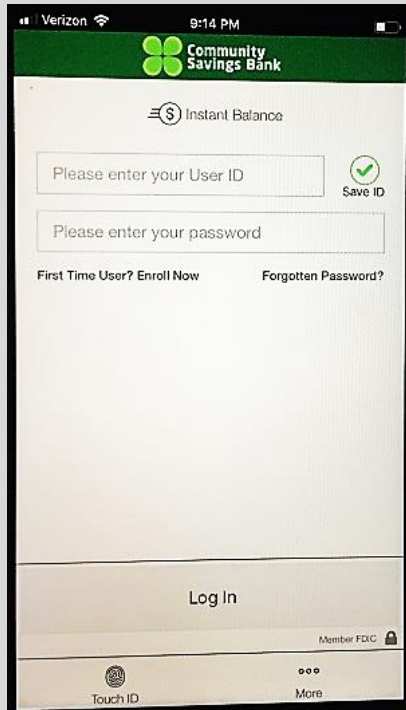 Verizon 9:14 PM
Community
Savings Bank
$ Instant Balance
Please enter your User ID
Save ID
Please enter your password
First Time User? Enroll Now Forgotten Password?
Log In
Member FDIC
Touch ID More